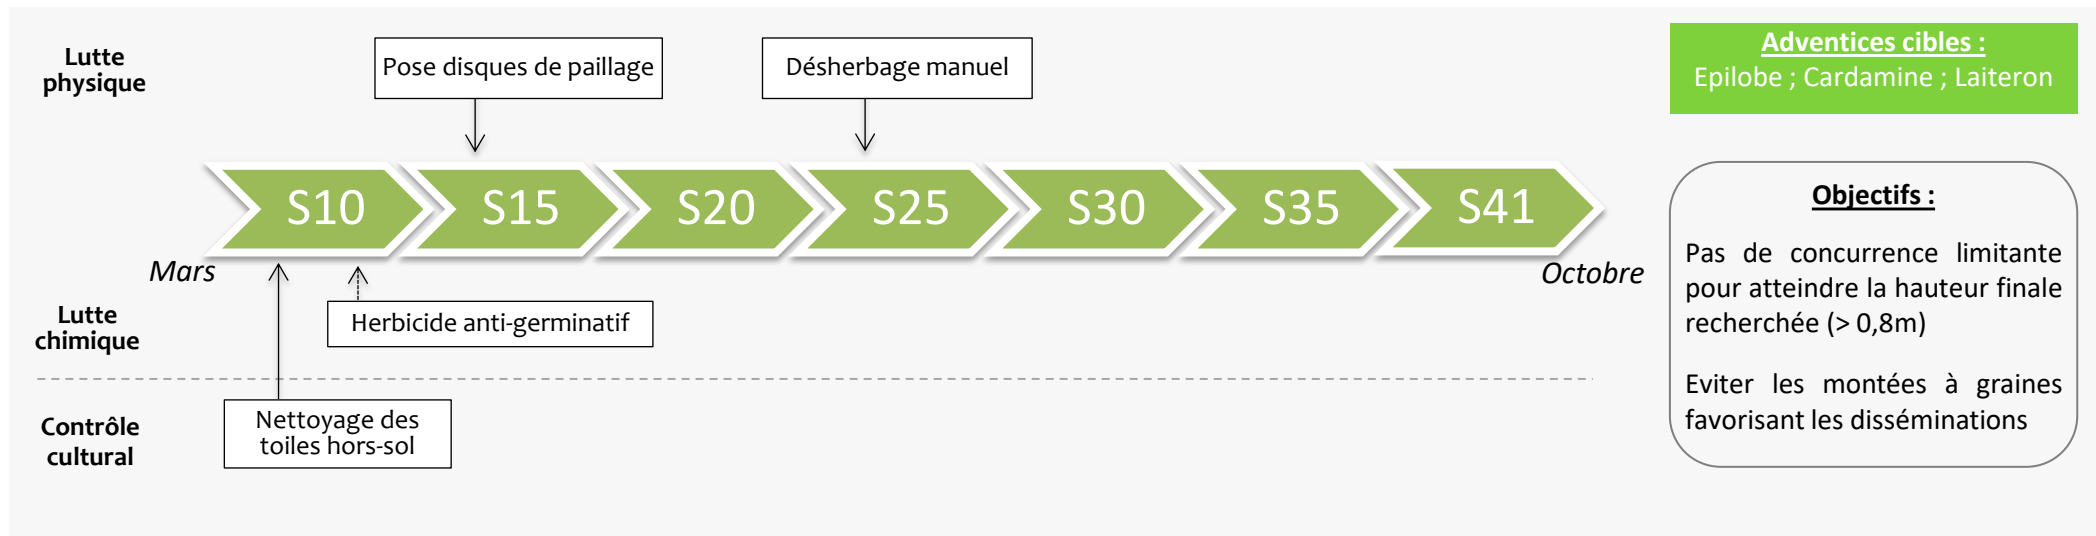 Lutte
physique
Pose disques de paillage
Désherbage manuel
Adventices cibles :
Epilobe ; Cardamine ; Laiteron
S10
S15
S20
S25
S30
S35
S41
Mars
Octobre
Lutte
chimique
Herbicide anti-germinatif
Contrôle
cultural
Nettoyage des
toiles hors-sol
Objectifs :
Pas de concurrence limitante
pour atteindre la hauteur finale
recherchée (> 0,8m)
Eviter les montées à graines
favorisant les disséminations